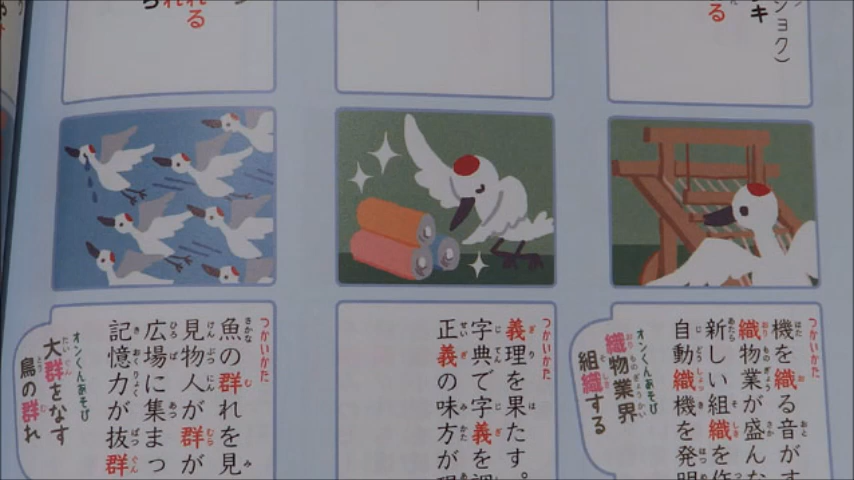 ショク)
キ
る
れる
れ
つかいかた
機を織る音がす
織物業が盛んな
新しい組織を作
自動織機を発明
オンくんあそび
織物業界
組織する
つかいかた
義理を果たす。
字典で字義を調
正義の味方が現
つかいかた
魚の群れを見
見物人が群が
広場に集まっ
記憶力が抜群
オンくんあそび
大群をなす
鳥の群れ